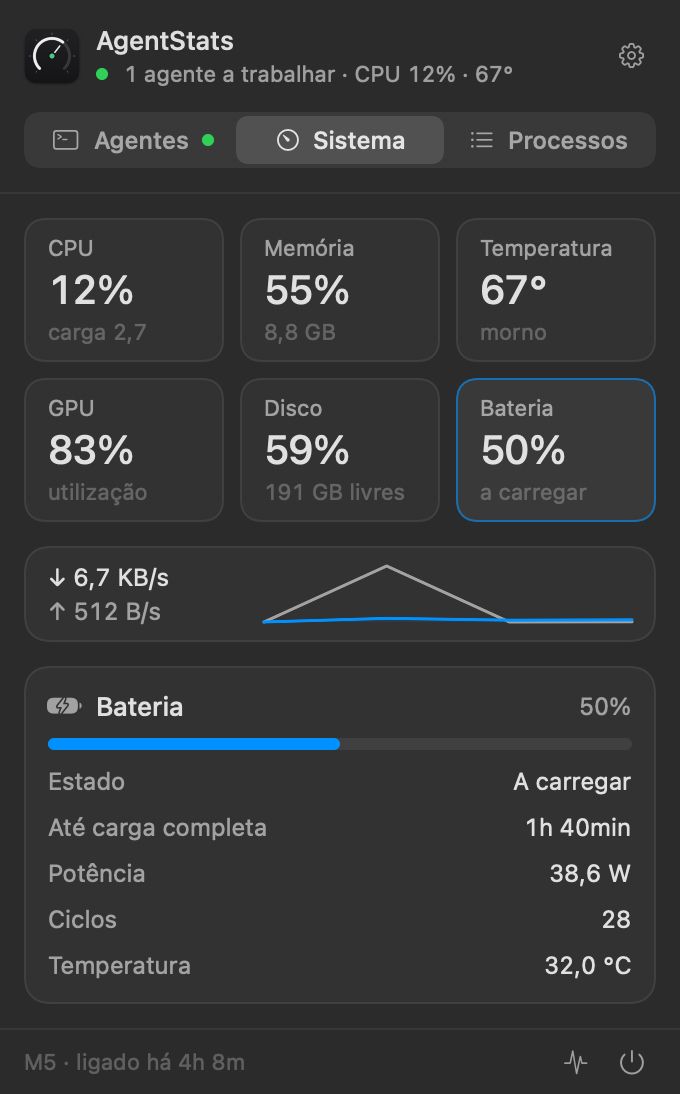 AgentStats
1 agente a trabalhar · CPU 12% · 67°
Agentes
Sistema
Processos
CPU
12%
carga 2,7
Memória
55%
8,8 GB
Temperatura
67°
morno
GPU
83%
utilização
Disco
59%
191 GB livres
Bateria
50%
a carregar
↓ 6,7 KB/s
↑ 512 B/s
Bateria 50%
Estado A carregar
Até carga completa 1h 40min
Potência 38,6 W
Ciclos 28
Temperatura 32,0 °C
M5 · ligado há 4h 8m